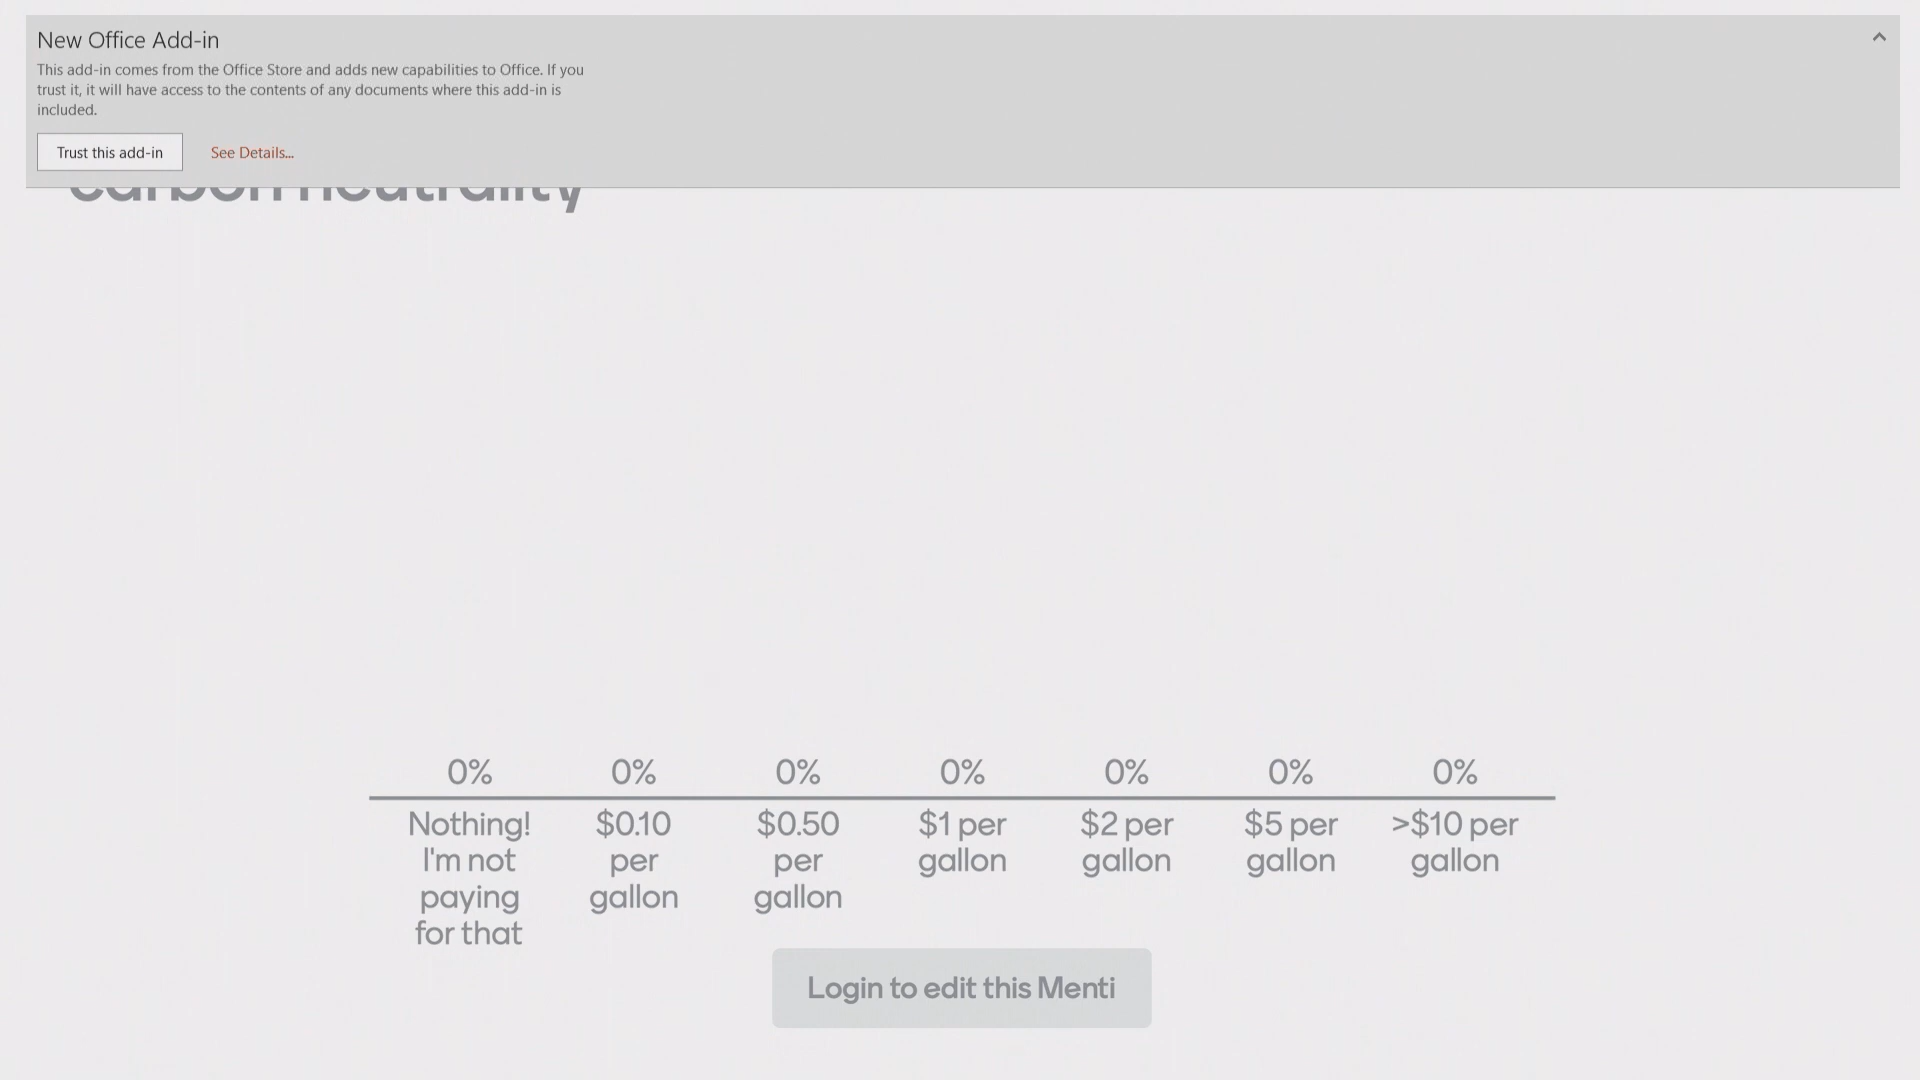 New Office Add-in
This add-in comes from the Office Store and adds new capabilities to Office. If you
trust it, it will have access to the contents of any documents where this add-in is
included.
Trust this add-in See Details...
carbon neutrality
0% 0% 0% 0% 0% 0% 0%
Nothing! $0.10 $0.50 $1 per $2 per $5 per >$10 per
I'm not per per gallon gallon gallon gallon
paying gallon gallon
for that
Login to edit this Menti